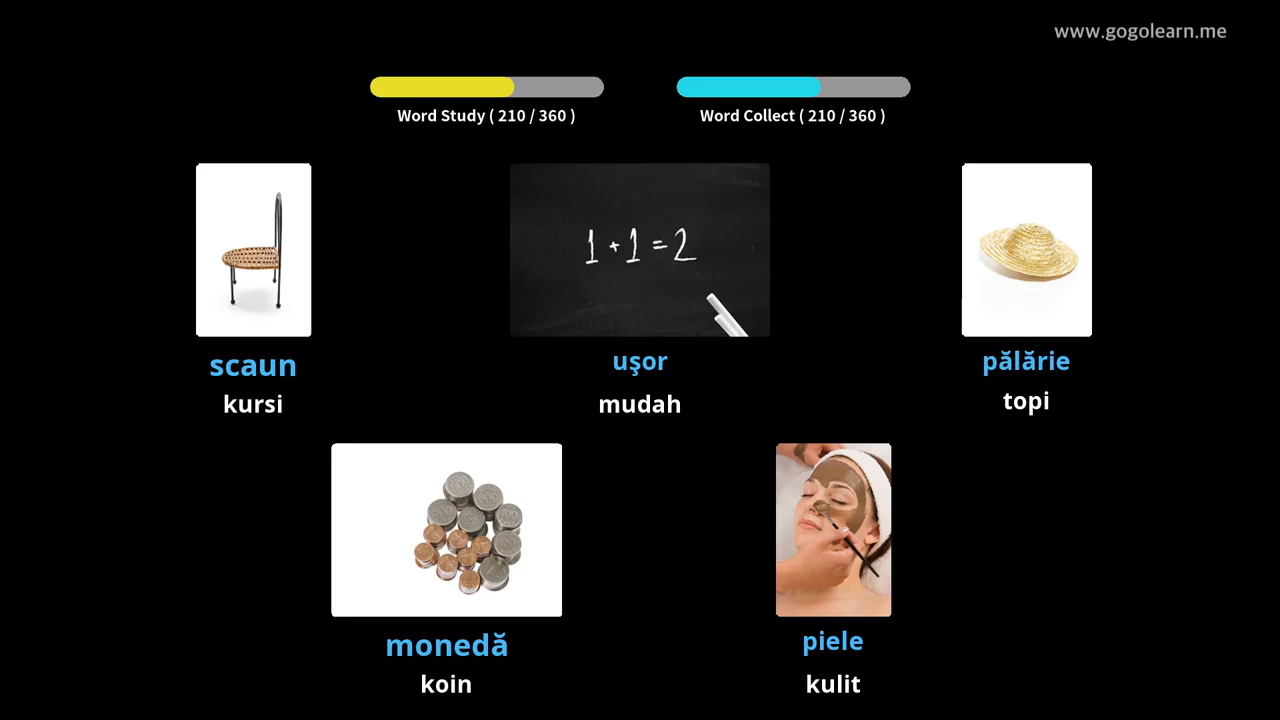 www.gogolearn.me
Word Study ( 210 / 360 )
Word Collect ( 210 / 360 )
1 + 1 = 2
scaun
kursi
uşor
mudah
pălărie
topi
monedă
koin
piele
kulit